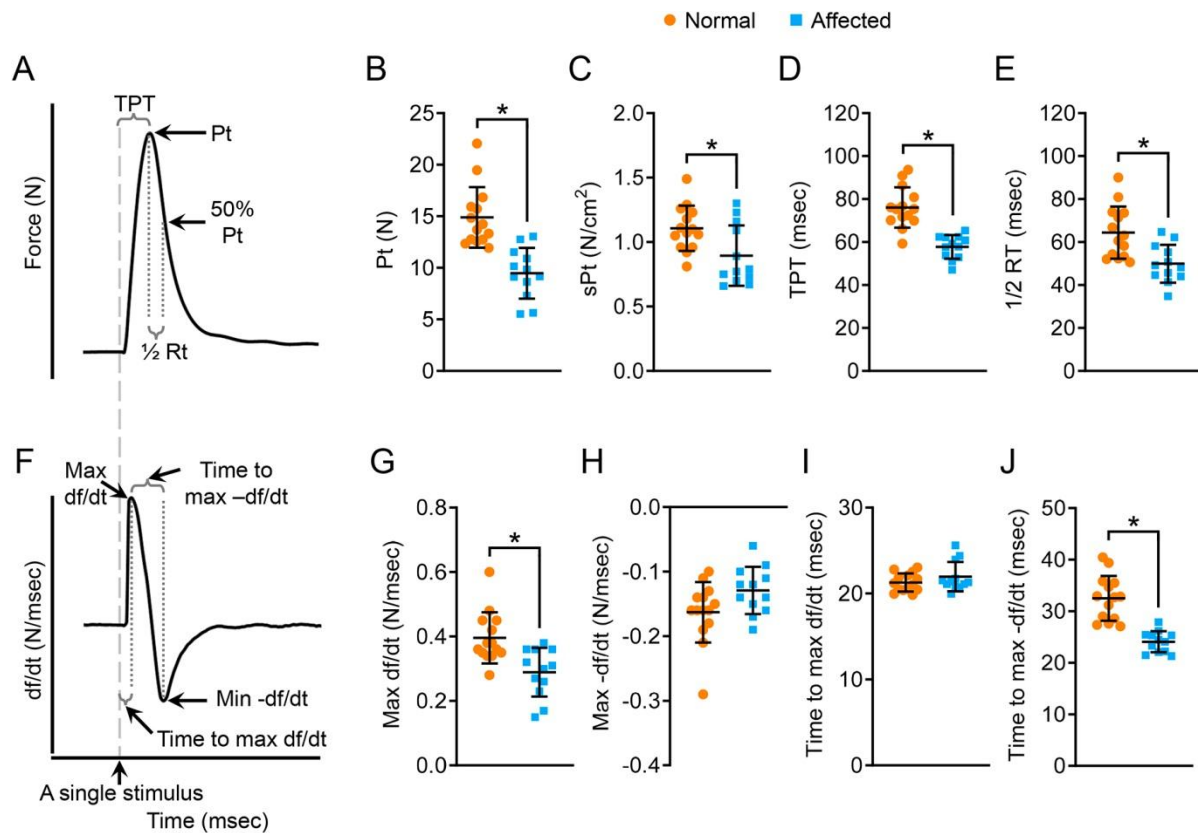 Normal Affected
A
TPT
Pt
50%
Pt
½ Rt
Force (N)
B
Pt (N)
25
20
15
10
5
0
*
C
sPt (N/cm²)
2.0
1.5
1.0
0.5
0.0
*
D
TPT (msec)
120
100
80
60
40
20
0
*
E
1/2 RT (msec)
120
100
80
60
40
20
0
*
F
Max
df/dt
Time to
max –df/dt
df/dt (N/msec)
Min -df/dt
Time to max df/dt
A single stimulus
Time (msec)
G
Max df/dt (N/msec)
0.8
0.6
0.4
0.2
0.0
*
H
Max -df/dt (N/msec)
-0.0
-0.1
-0.2
-0.3
-0.4
I
Time to max df/dt (msec)
30
20
10
0
J
Time to max -df/dt (msec)
50
40
30
20
10
0
*